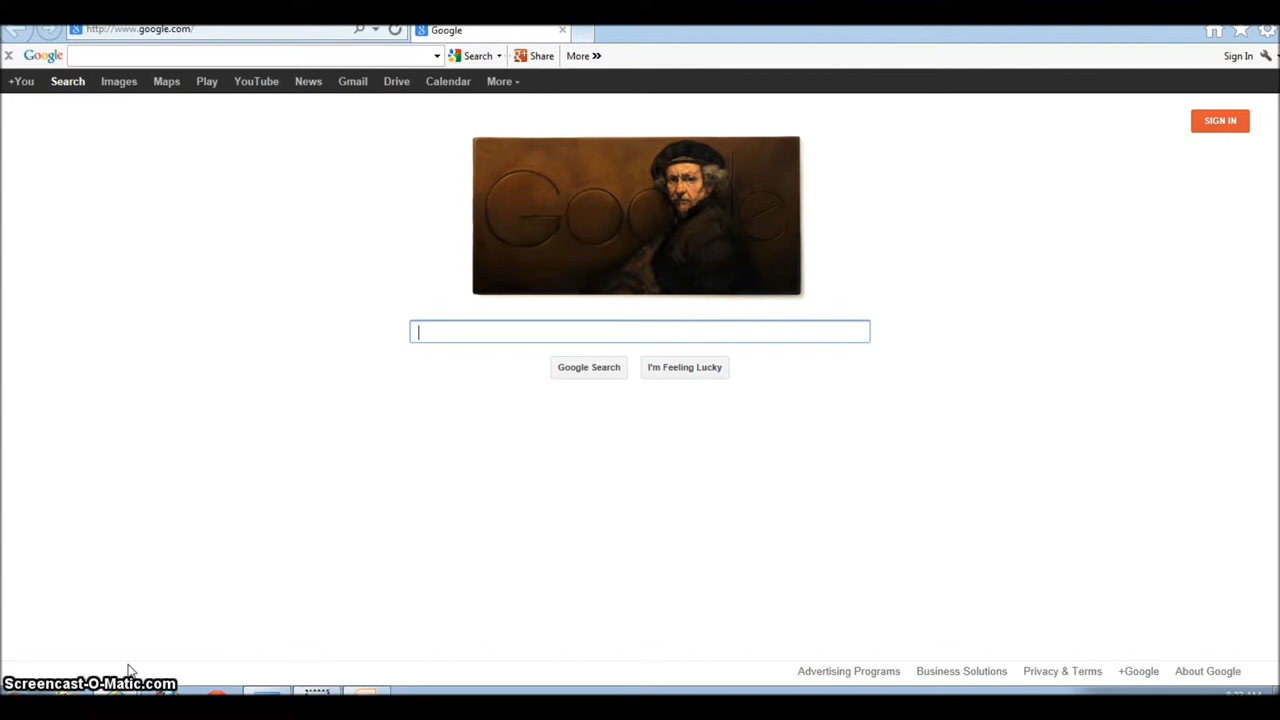 http://www.google.com/
Google
Google
Search
Share
More »
Sign In
+You Search Images Maps Play YouTube News Gmail Drive Calendar More
SIGN IN
Google
Google Search
I'm Feeling Lucky
Advertising Programs Business Solutions Privacy & Terms +Google About Google
Screencast-O-Matic.com